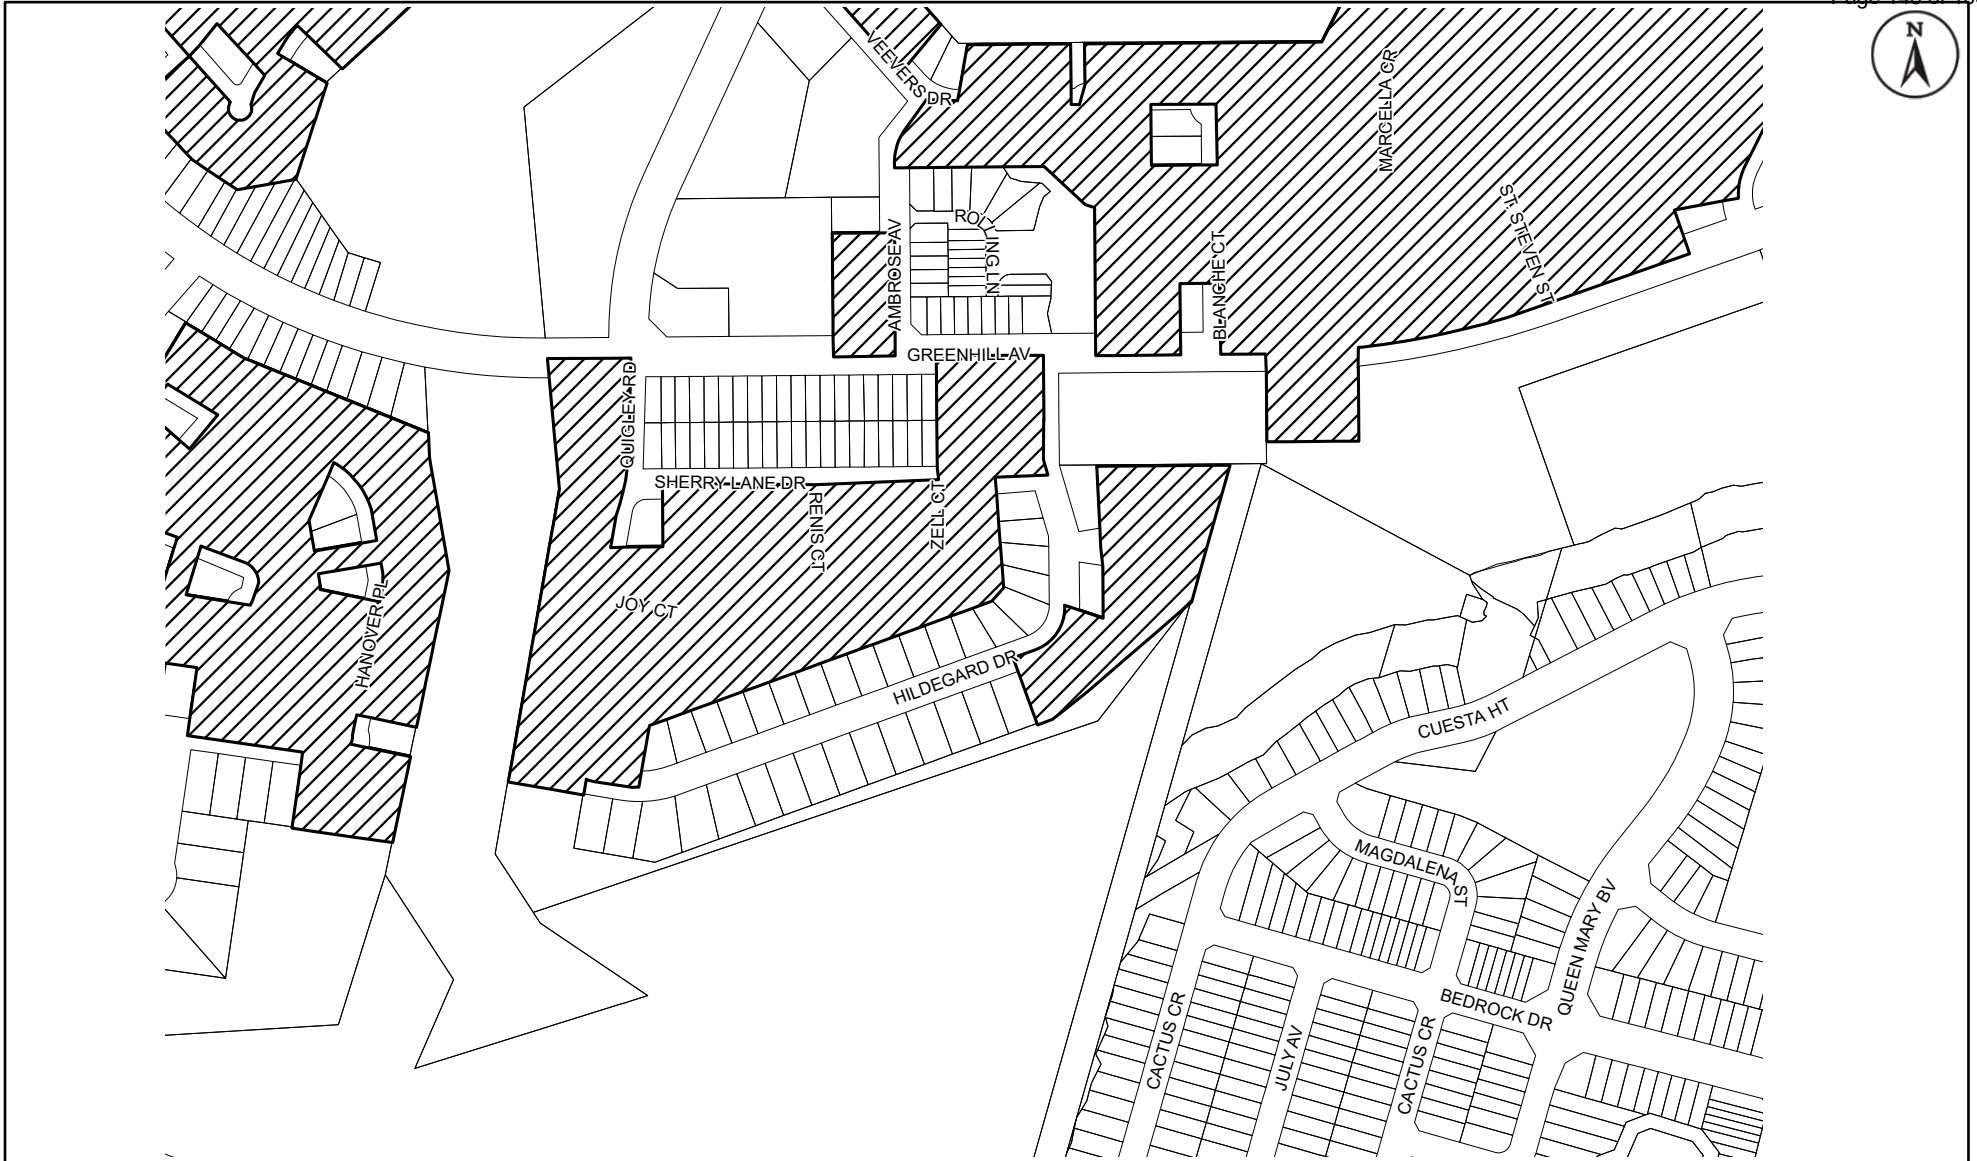 N
VEEVERS DR
MARCELLA CR
ST. STEVEN ST
ROLLING LN
AMBROSE AV
BLANCHE CT
GREENHILL AV
QUIGLEY RD
SHERRY LANE DR
RENIS CT
ZELL CT
JOY CT
HANOVER PL
HILDEGARD DR
CUESTA HT
MAGDALENA ST
QUEEN MARY BV
BEDROCK DR
CACTUS CR
JULY AV
CACTUS CR